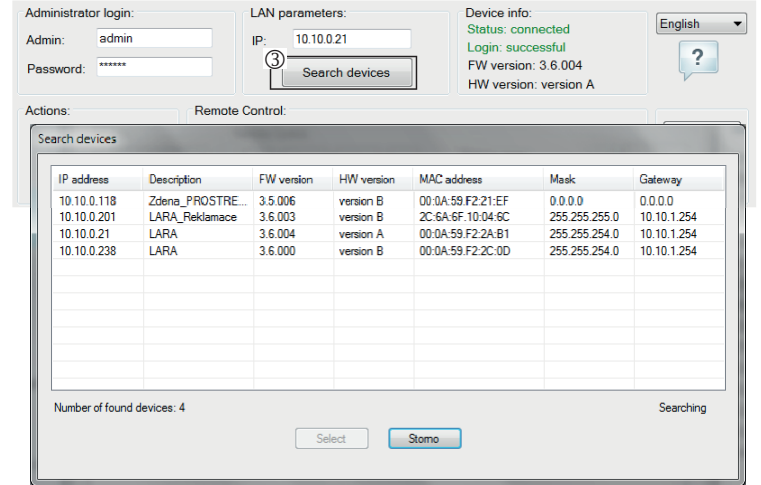 Administrator login:
Admin: admin
Password: ******
LAN parameters:
IP: 10.10.0.21
③ Search devices
Device info:
Status: connected
Login: successful
FW version: 3.6.004
HW version: version A
English
?
Actions:
Remote Control:
Search devices
IP address Description FW version HW version MAC address Mask Gateway
10.10.0.118 Zdena_PROSTRE... 3.5.006 version B 00:0A:59:F2:21:EF 0.0.0.0 0.0.0.0
10.10.0.201 LARA_Reklamace 3.6.003 version B 2C:6A:6F:10:04:6C 255.255.255.0 10.10.1.254
10.10.0.21 LARA 3.6.004 version A 00:0A:59:F2:2A:B1 255.255.254.0 10.10.1.254
10.10.0.238 LARA 3.6.000 version B 00:0A:59:F2:2C:0D 255.255.254.0 10.10.1.254
Number of found devices: 4
Searching
Select
Storno